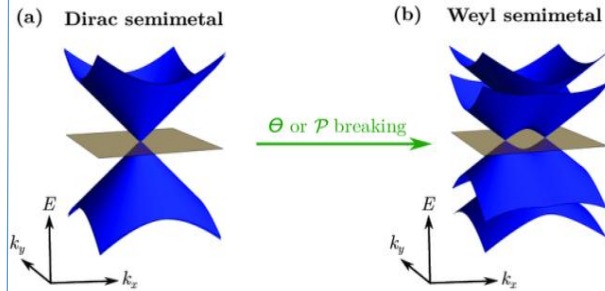 (a) Dirac semimetal
(b) Weyl semimetal
Θ or 𝒫 breaking
E
k_y
k_x
E
k_y
k_x